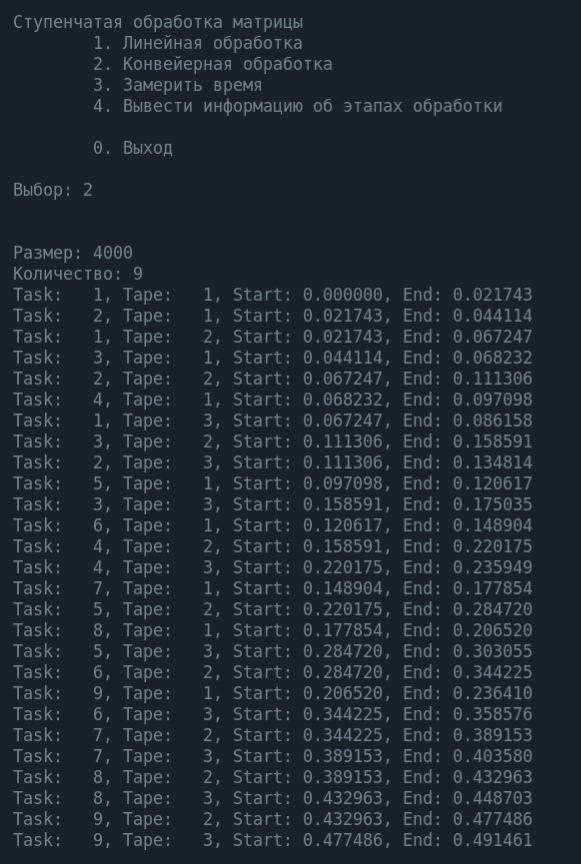 Ступенчатая обработка матрицы
1. Линейная обработка
2. Конвейерная обработка
3. Замерить время
4. Вывести информацию об этапах обработки
0. Выход
Выбор: 2
Размер: 4000
Количество: 9
Task:   1, Tape:   1, Start: 0.000000, End: 0.021743
Task:   2, Tape:   1, Start: 0.021743, End: 0.044114
Task:   1, Tape:   2, Start: 0.021743, End: 0.067247
Task:   3, Tape:   1, Start: 0.044114, End: 0.068232
Task:   2, Tape:   2, Start: 0.067247, End: 0.111306
Task:   4, Tape:   1, Start: 0.068232, End: 0.097098
Task:   1, Tape:   3, Start: 0.067247, End: 0.086158
Task:   3, Tape:   2, Start: 0.111306, End: 0.158591
Task:   2, Tape:   3, Start: 0.111306, End: 0.134814
Task:   5, Tape:   1, Start: 0.097098, End: 0.120617
Task:   3, Tape:   3, Start: 0.158591, End: 0.175035
Task:   6, Tape:   1, Start: 0.120617, End: 0.148904
Task:   4, Tape:   2, Start: 0.158591, End: 0.220175
Task:   4, Tape:   3, Start: 0.220175, End: 0.235949
Task:   7, Tape:   1, Start: 0.148904, End: 0.177854
Task:   5, Tape:   2, Start: 0.220175, End: 0.284720
Task:   8, Tape:   1, Start: 0.177854, End: 0.206520
Task:   5, Tape:   3, Start: 0.284720, End: 0.303055
Task:   6, Tape:   2, Start: 0.284720, End: 0.344225
Task:   9, Tape:   1, Start: 0.206520, End: 0.236410
Task:   6, Tape:   3, Start: 0.344225, End: 0.358576
Task:   7, Tape:   2, Start: 0.344225, End: 0.389153
Task:   7, Tape:   3, Start: 0.389153, End: 0.403580
Task:   8, Tape:   2, Start: 0.389153, End: 0.432963
Task:   8, Tape:   3, Start: 0.432963, End: 0.448703
Task:   9, Tape:   2, Start: 0.432963, End: 0.477486
Task:   9, Tape:   3, Start: 0.477486, End: 0.491461